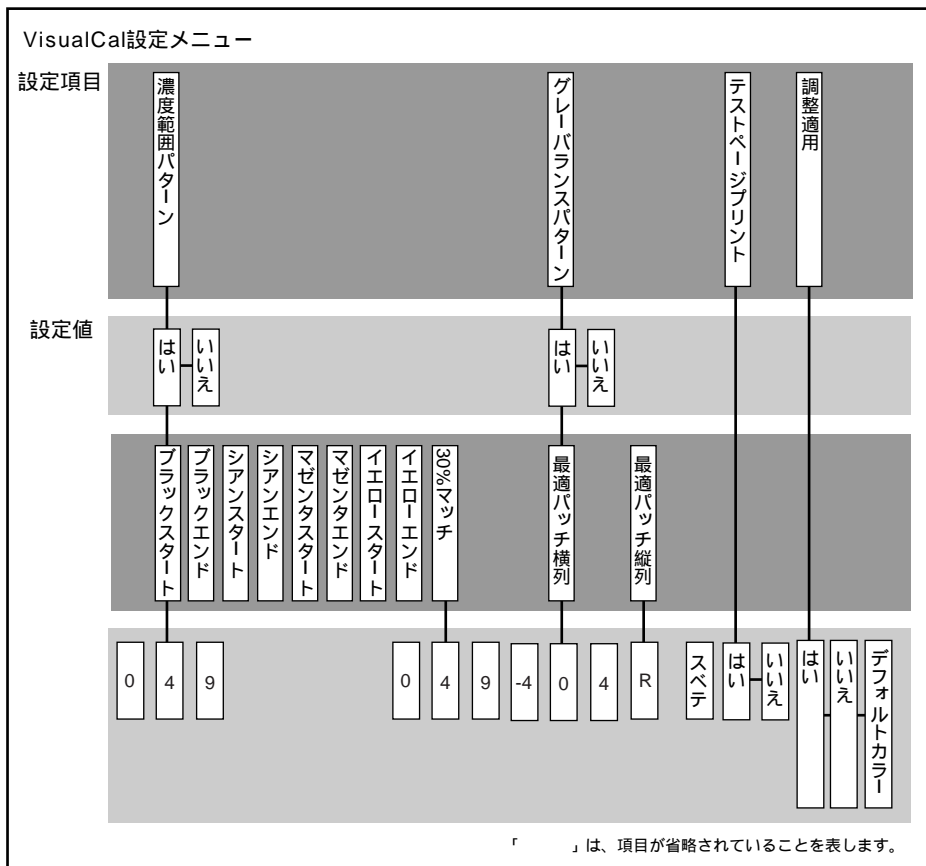 VisualCal設定メニュー
設定項目
濃度範囲パターン
グレーバランスパターン
テストページプリント
調整適用
設定値
はい
いいえ
はい
いいえ
ブラックスタート
ブラックエンド
シアンスタート
シアンエンド
マゼンタスタート
マゼンタエンド
イエロースタート
イエローエンド
30%マッチ
最適パッチ横列
最適パッチ縦列
0
4
9
0
4
9
-4
0
4
R
スベテ
はい
いいえ
はい
いいえ
デフォルトカラー
「　　」は、項目が省略されていることを表します。